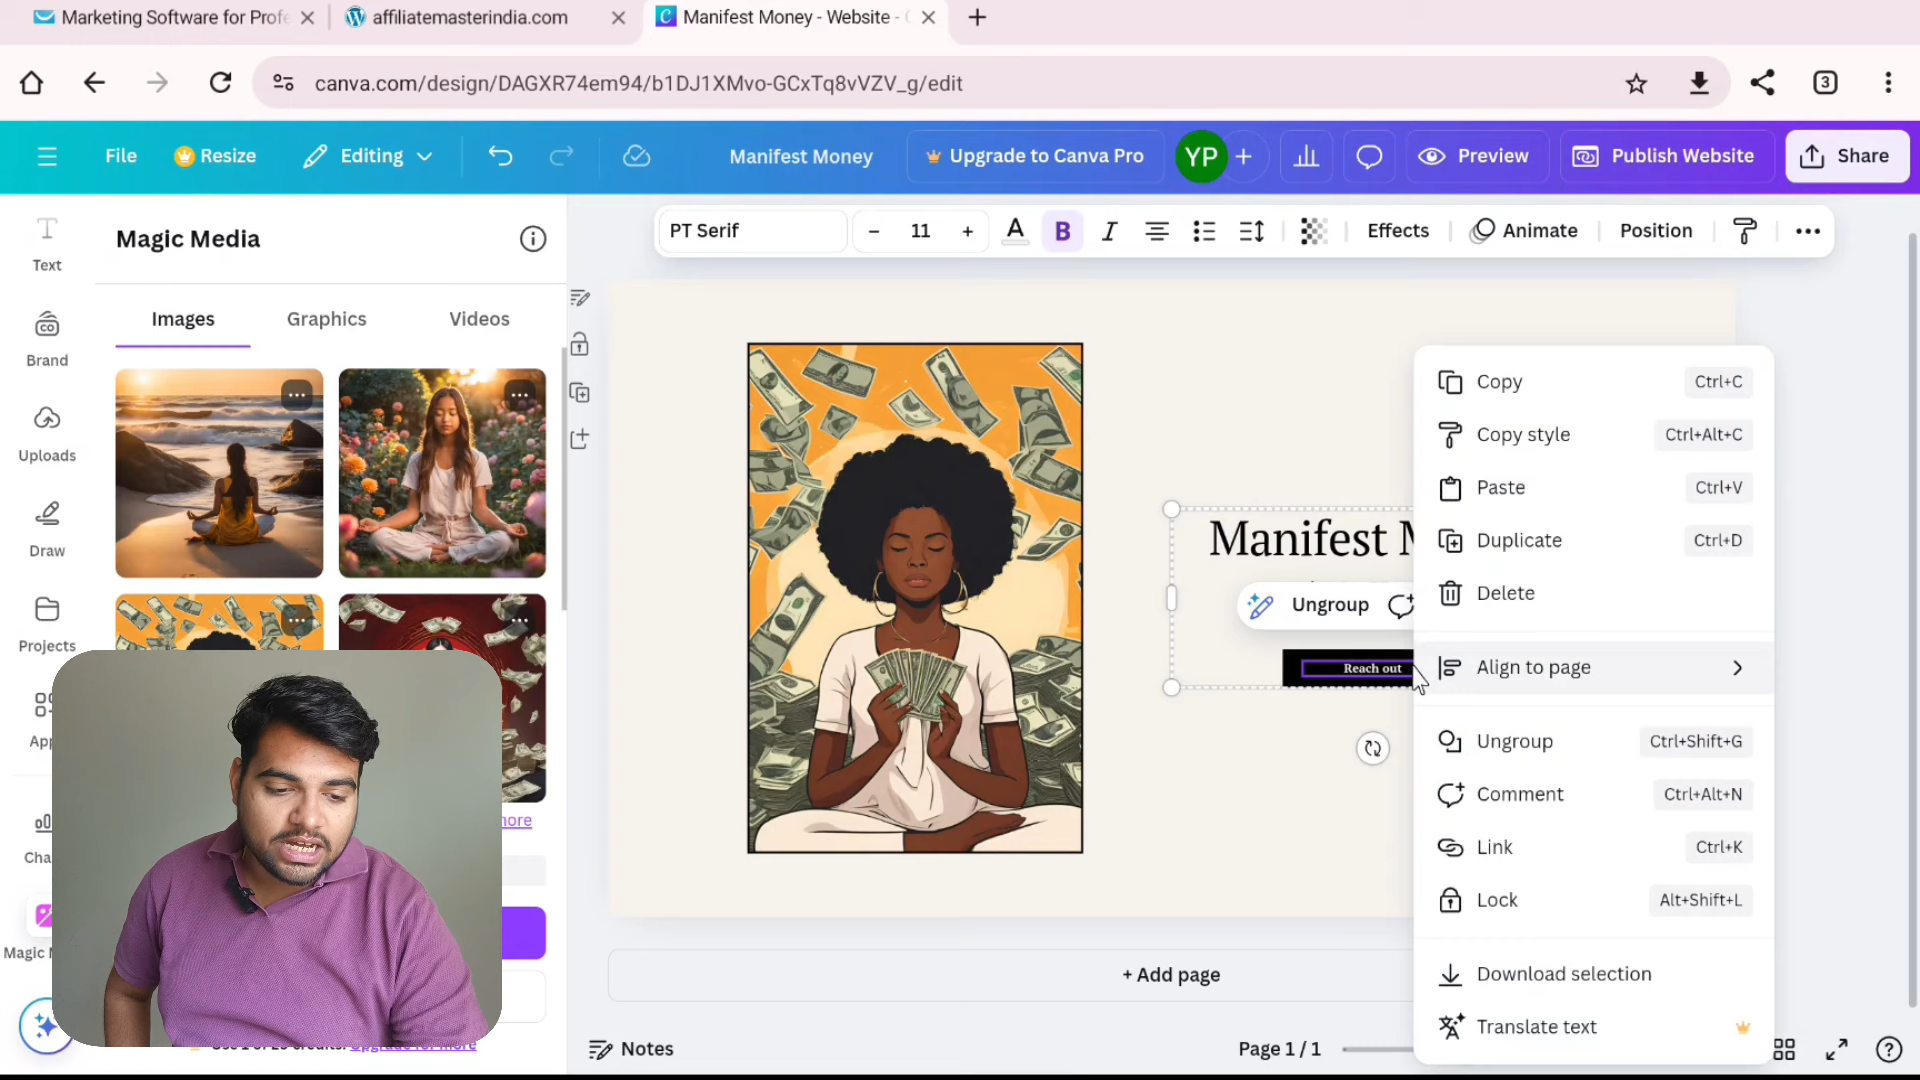 Marketing Software for Profe
affiliatemasterindia.com
Manifest Money - Website -
canva.com/design/DAGXR74em94/b1DJ1XMvo-GCxTq8vVZV_g/edit
3
File
Resize
Editing
Manifest Money
Upgrade to Canva Pro
YP
Preview
Publish Website
Share
Text
Brand
Uploads
Draw
Projects
Magic Media
Images
Graphics
Videos
PT Serif
11
A
B
I
Effects
Animate
Position
Manifest M
Ungroup
Reach out
Copy
Ctrl+C
Copy style
Ctrl+Alt+C
Paste
Ctrl+V
Duplicate
Ctrl+D
Delete
Align to page
Ungroup
Ctrl+Shift+G
Comment
Ctrl+Alt+N
Link
Ctrl+K
Lock
Alt+Shift+L
Download selection
Translate text
+ Add page
Notes
Page 1 / 1